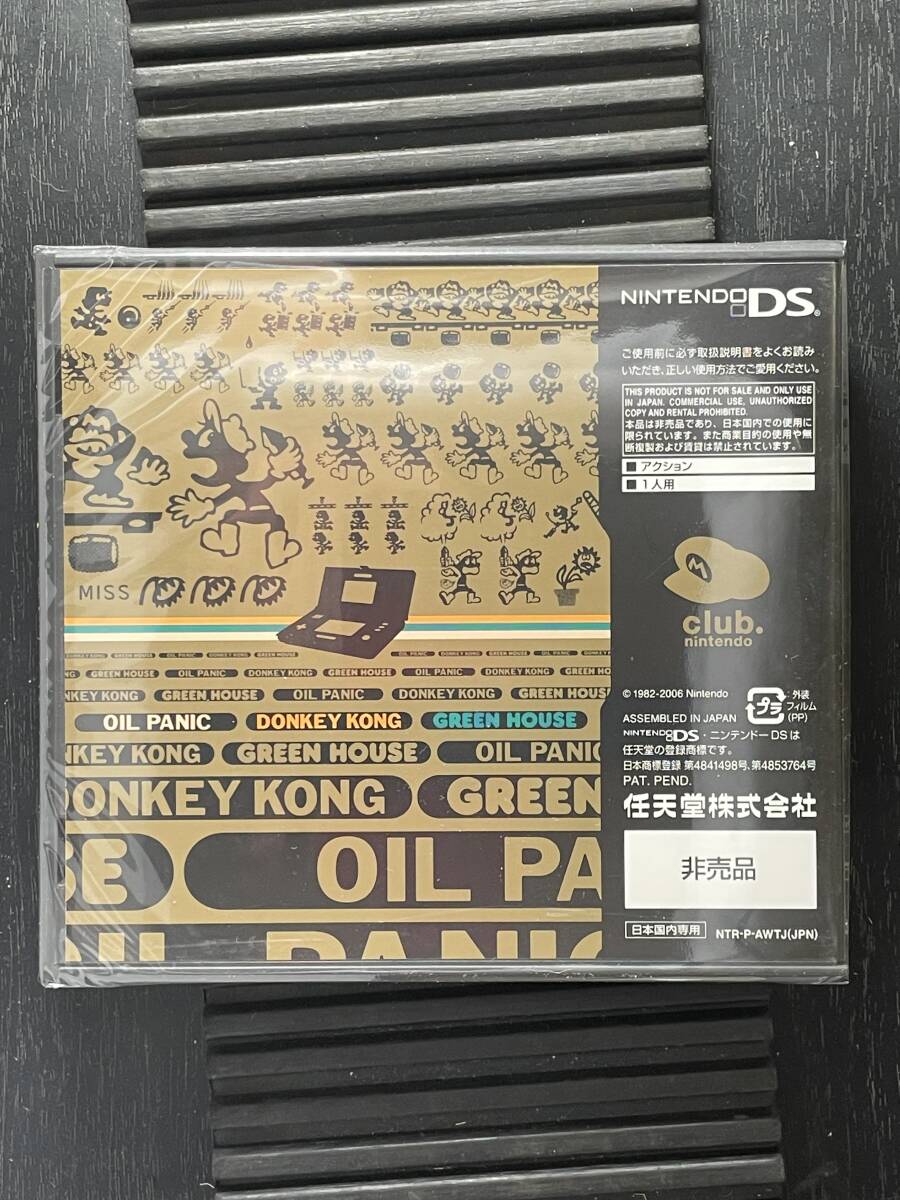 NINTENDO DS
ご使用前に必ず取扱説明書をよくお読み
いただき、正しい使用方法でご愛用ください。
THIS PRODUCT IS NOT FOR SALE AND ONLY USE
IN JAPAN. COMMERCIAL USE, UNAUTHORIZED
COPY AND RENTAL PROHIBITED.
本品は非売品であり、日本国内での使用に
限られています。また商業目的の使用や無
断複製および賃貸は禁止されています。
■ アクション
■ 1人用
M
club.
nintendo
MISS
OIL PANIC DONKEY KONG GREEN HOUSE
NKEY KONG GREEN HOUSE OIL PANIC DONKEY KONG GREEN HOUS
OIL PANIC DONKEY KONG GREEN HOUSE
NKEY KONG GREEN HOUSE OIL PANIC
DONKEY KONG GREEN
SE OIL PA
OIL PANIC
© 1982-2006 Nintendo
ASSEMBLED IN JAPAN
プラ
:外装
フィルム
(PP)
NINTENDO DS・ニンテンドーDSは
任天堂の登録商標です。
日本商標登録 第4841498号、第4853764号
PAT. PEND.
任天堂株式会社
非売品
日本国内専用 NTR-P-AWTJ(JPN)